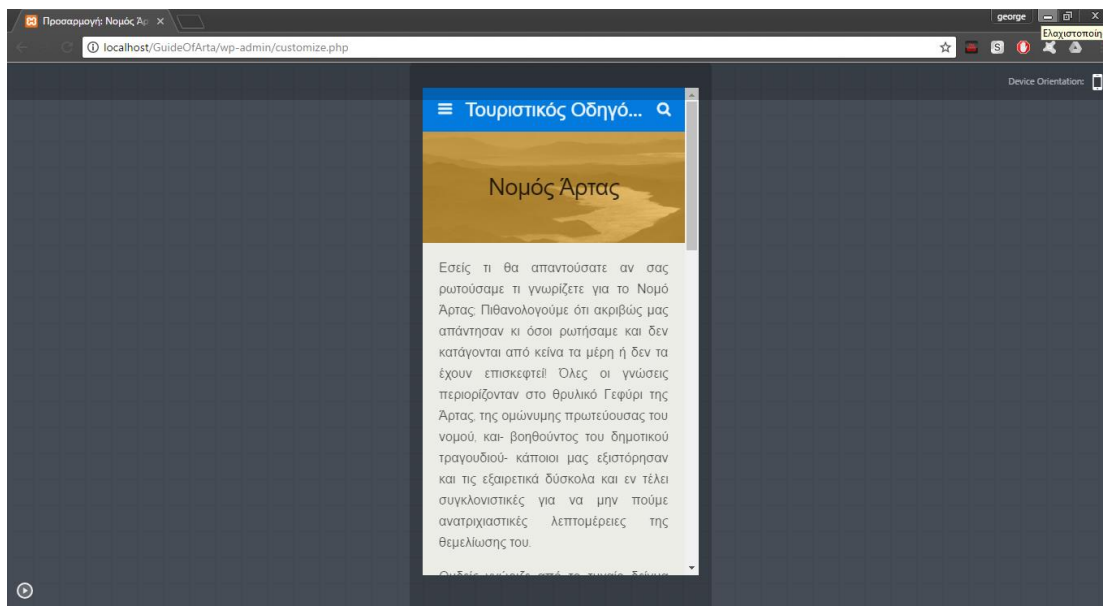 Προσαρμογή: Νομός Άρ
george
localhost/GuideOfArta/wp-admin/customize.php
S
Ελαχιστοποίη
Device Orientation:
Τουριστικός Οδηγό...
Νομός Άρτας
Εσείς τι θα απαντούσατε αν σας
ρωτούσαμε τι γνωρίζετε για το Νομό
Άρτας; Πιθανολογούμε ότι ακριβώς μας
απάντησαν κι όσοι ρωτήσαμε και δεν
κατάγονται από κείνα τα μέρη ή δεν τα
έχουν επισκεφτεί! Όλες οι γνώσεις
περιορίζονταν στο θρυλικό Γεφύρι της
Άρτας, της ομώνυμης πρωτεύουσας του
νομού, και- βοηθούντος του δημοτικού
τραγουδιού- κάποιοι μας εξιστόρησαν
και τις εξαιρετικά δύσκολα και εν τέλει
συγκλονιστικές για να μην πούμε
ανατριχιαστικές λεπτομέρειες της
θεμελίωσης του.